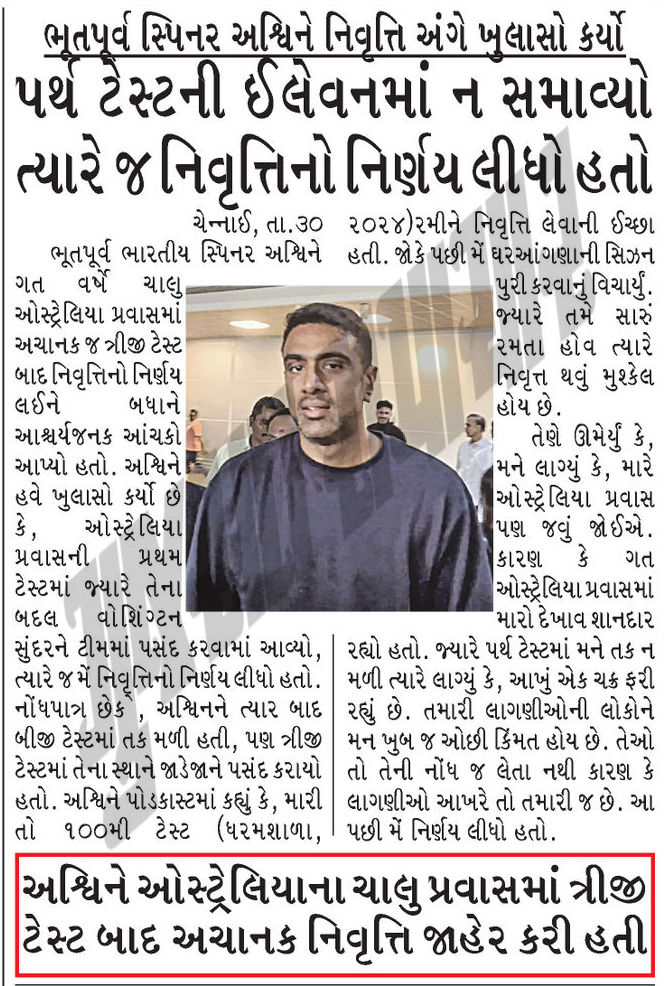 ભૂતપૂર્વ સ્પિનર અશ્વિને નિવૃત્તિ અંગે ખુલાસો કર્યો
પર્થ ટેસ્ટની ઈલેવનમાં ન સમાવ્યો
ત્યારે જ નિવૃત્તિનો નિર્ણય લીધો હતો
ચેન્નાઈ, તા.૩૦
ભૂતપૂર્વ ભારતીય સ્પિનર અશ્વિને
ગત વર્ષે ચાલુ
ઓસ્ટ્રેલિયા પ્રવાસમાં
અચાનક જ ત્રીજી ટેસ્ટ
બાદ નિવૃત્તિનો નિર્ણય
લઈને બધાને
આશ્ચર્યજનક આંચકો
આપ્યો હતો. અશ્વિને
હવે ખુલાસો કર્યો છે
કે, ઓસ્ટ્રેલિયા
પ્રવાસની પ્રથમ
ટેસ્ટમાં જ્યારે તેના
બદલ વોશિંગ્ટન
સુંદરને ટીમમાં પસંદ કરવામાં આવ્યો,
ત્યારે જ મેં નિવૃત્તિનો નિર્ણય લીધો હતો.
નોંધપાત્ર છેક , અશ્વિનને ત્યાર બાદ
બીજી ટેસ્ટમાં તક મળી હતી, પણ ત્રીજી
ટેસ્ટમાં તેના સ્થાને જાડેજાને પસંદ કરાયો
હતો. અશ્વિને પોડકાસ્ટમાં કહ્યું કે, મારી
તો ૧૦૦મી ટેસ્ટ (ધરમશાળા,
૨૦૨૪)રમીને નિવૃત્તિ લેવાની ઈચ્છા
હતી. જોકે પછી મેં ઘરઆંગણાની સિઝન
પુરી કરવાનું વિચાર્યું.
જ્યારે તમે સારું
રમતા હોવ ત્યારે
નિવૃત્ત થવું મુશ્કેલ
હોય છે.
તેણે ઊમેર્યું કે,
મને લાગ્યું કે, મારે
ઓસ્ટ્રેલિયા પ્રવાસ
પણ જવું જોઈએ.
કારણ કે ગત
ઓસ્ટ્રેલિયા પ્રવાસમાં
મારો દેખાવ શાનદાર
રહ્યો હતો. જ્યારે પર્થ ટેસ્ટમાં મને તક ન
મળી ત્યારે લાગ્યું કે, આખું એક ચક્ર ફરી
રહ્યું છે. તમારી લાગણીઓની લોકોને
મન ખુબ જ ઓછી કિંમત હોય છે. તેઓ
તો તેની નોંધ જ લેતા નથી કારણ કે
લાગણીઓ આખરે તો તમારી જ છે. આ
પછી મેં નિર્ણય લીધો હતો.
અશ્વિને ઓસ્ટ્રેલિયાના ચાલુ પ્રવાસમાં ત્રીજી
ટેસ્ટ બાદ અચાનક નિવૃત્તિ જાહેર કરી હતી